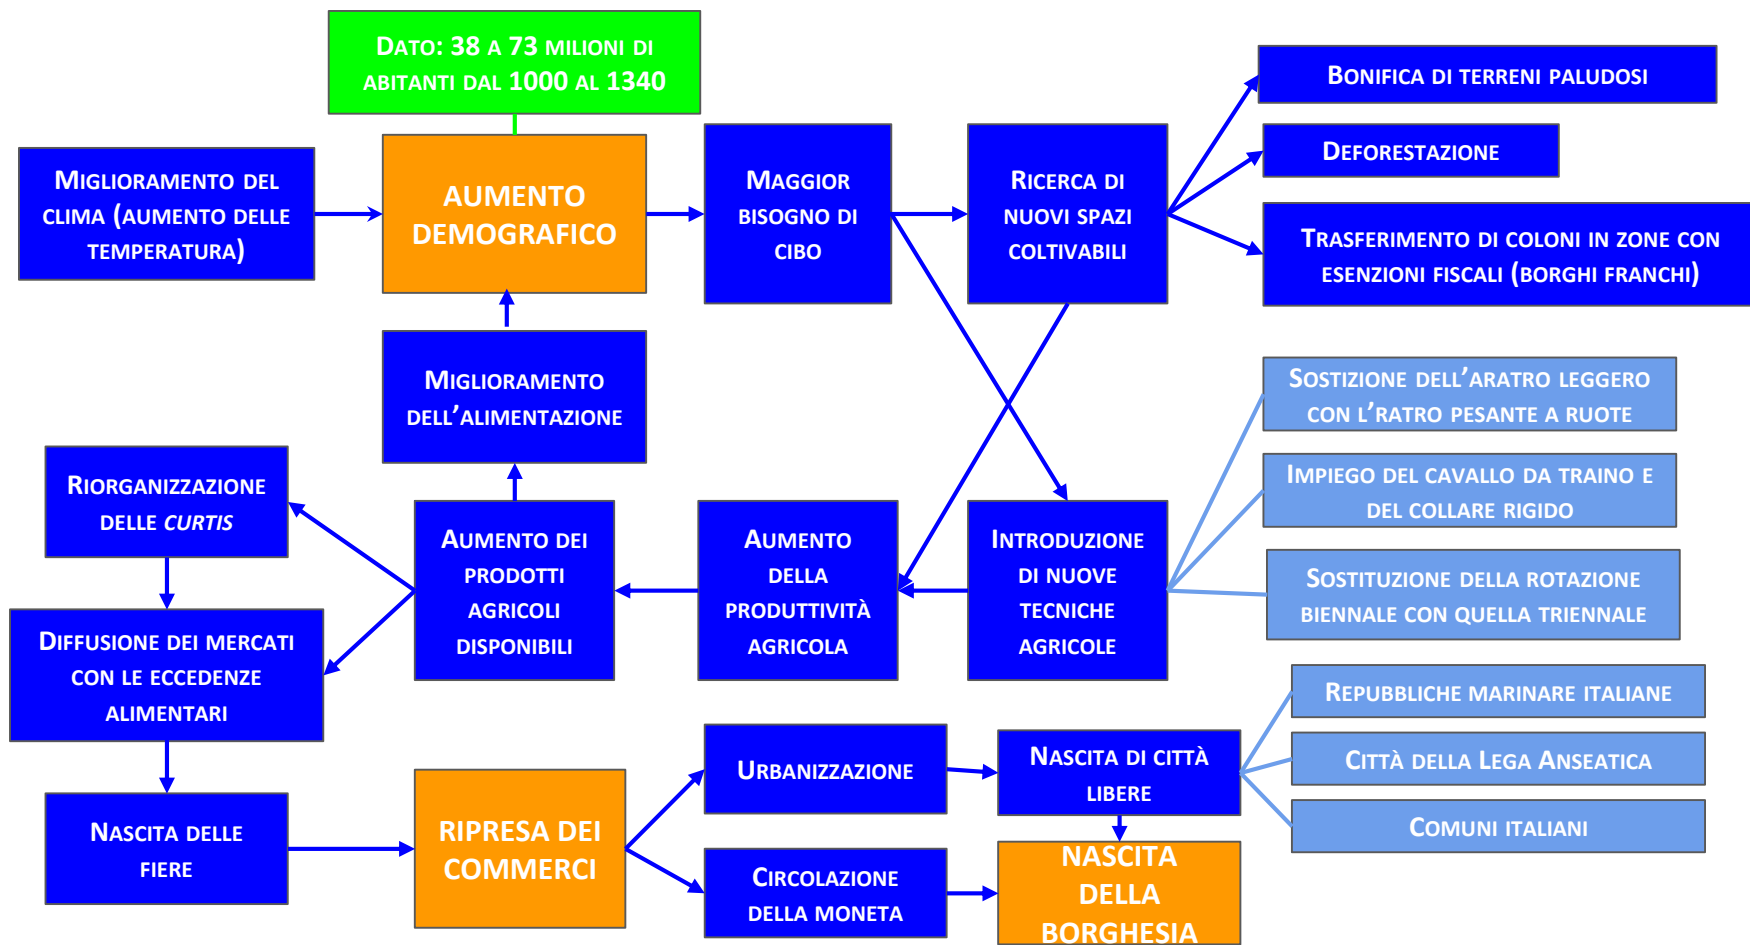 Dato: 38 a 73 milioni di
abitanti dal 1000 al 1340
Miglioramento del
clima (aumento delle
temperatura)
AUMENTO
DEMOGRAFICO
Maggior
bisogno di
cibo
Ricerca di
nuovi spazi
coltivabili
Bonifica di terreni paludosi
Deforestazione
Trasferimento di coloni in zone con
esenzioni fiscali (borghi franchi)
Miglioramento
dell'alimentazione
Sostizione dell'aratro leggero
con l'ratro pesante a ruote
Impiego del cavallo da traino e
del collare rigido
Sostituzione della rotazione
biennale con quella triennale
Riorganizzazione
delle curtis
Aumento dei
prodotti
agricoli
disponibili
Aumento
della
produttività
agricola
Introduzione
di nuove
tecniche
agricole
Diffusione dei mercati
con le eccedenze
alimentari
Nascita delle
fiere
RIPRESA DEI
COMMERCI
Urbanizzazione
Circolazione
della moneta
Nascita di città
libere
NASCITA
DELLA
BORGHESIA
Repubbliche marinare italiane
Città della Lega Anseatica
Comuni italiani